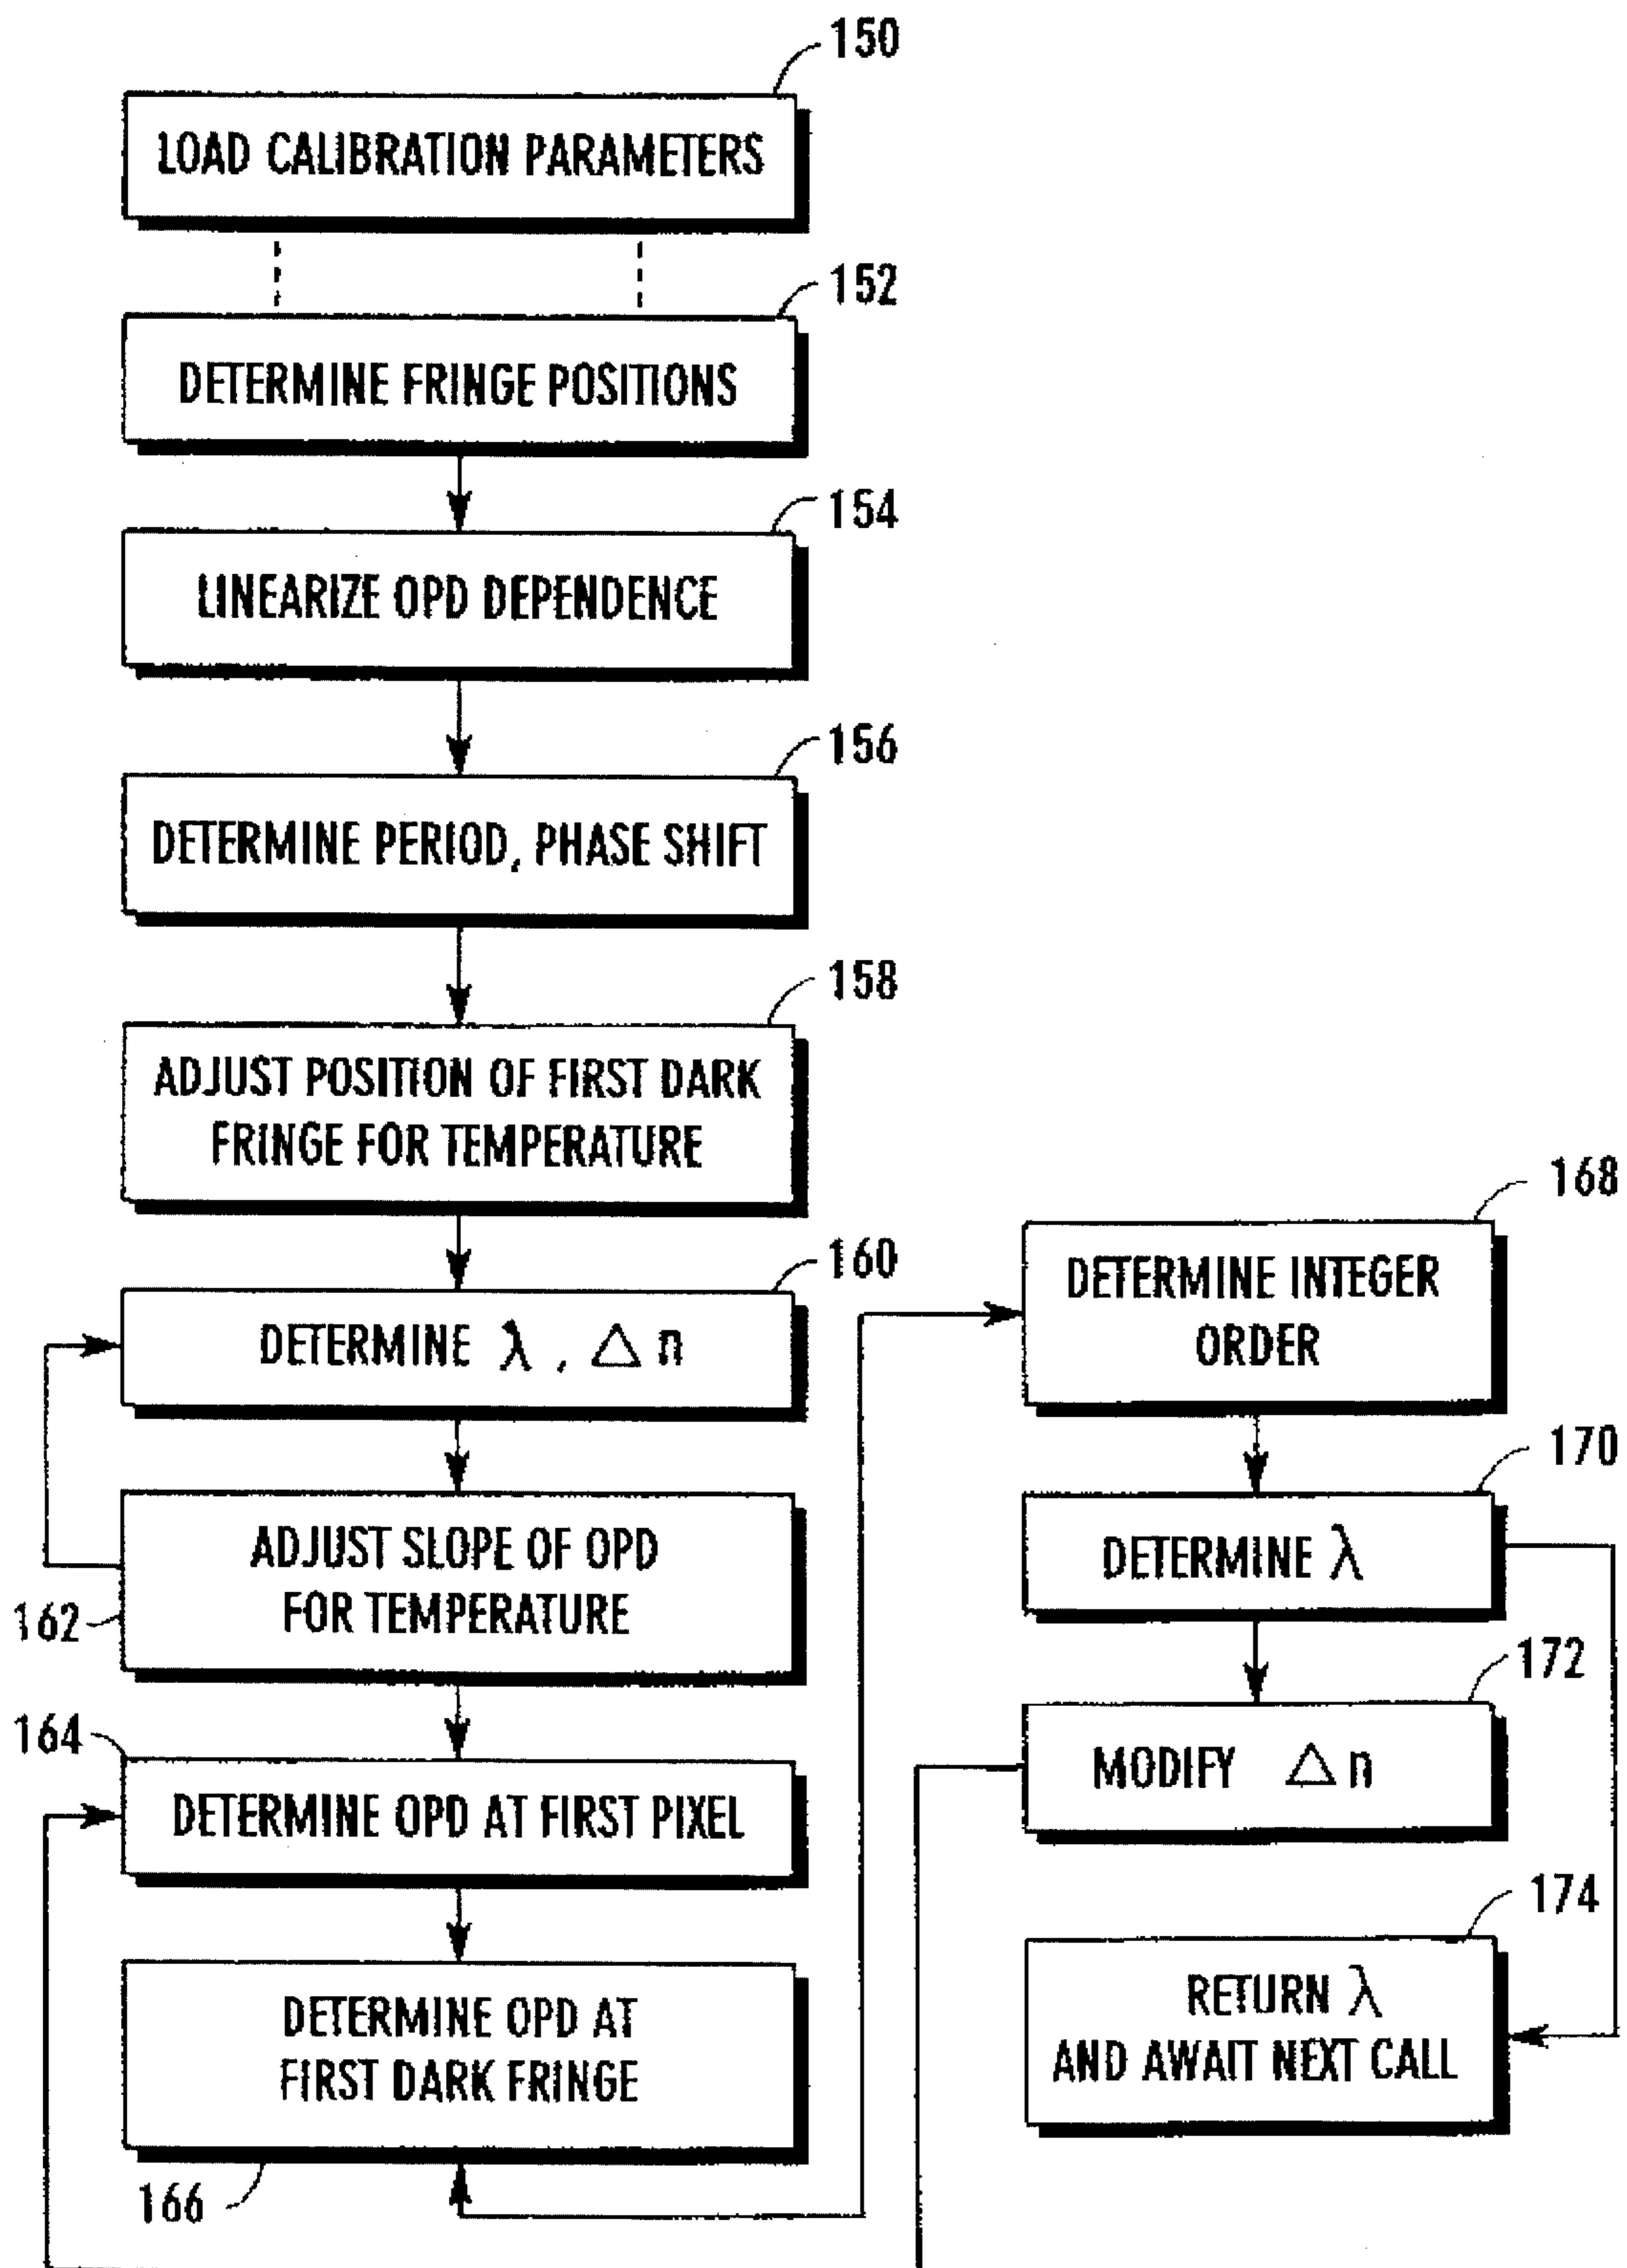 150
LOAD CALIBRATION PARAMETERS
152
DETERMINE FRINGE POSITIONS
154
LINEARIZE OPD DEPENDENCE
156
DETERMINE PERIOD, PHASE SHIFT
158
ADJUST POSITION OF FIRST DARK
FRINGE FOR TEMPERATURE
160
DETERMINE λ , △ n
162
ADJUST SLOPE OF OPD
FOR TEMPERATURE
164
DETERMINE OPD AT FIRST PIXEL
DETERMINE OPD AT
FIRST DARK FRINGE
166
168
DETERMINE INTEGER
ORDER
170
DETERMINE λ
172
MODIFY △ n
174
RETURN λ
AND AWAIT NEXT CALL